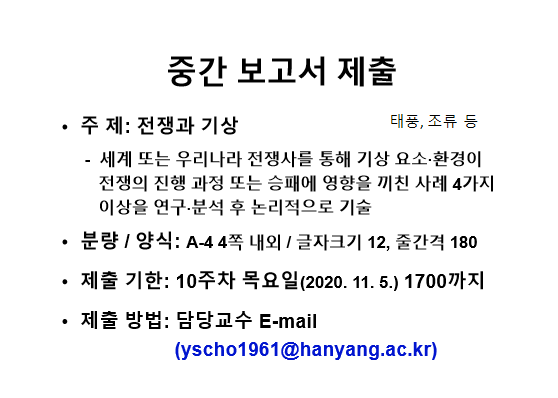 중간 보고서 제출
• 주 제: 전쟁과 기상
태풍, 조류 등
- 세계 또는 우리나라 전쟁사를 통해 기상 요소·환경이
전쟁의 진행 과정 또는 승패에 영향을 끼친 사례 4가지
이상을 연구·분석 후 논리적으로 기술
• 분량 / 양식: A-4 4쪽 내외 / 글자크기 12, 줄간격 180
• 제출 기한: 10주차 목요일(2020. 11. 5.) 1700까지
• 제출 방법: 담당교수 E-mail
(yscho1961@hanyang.ac.kr)